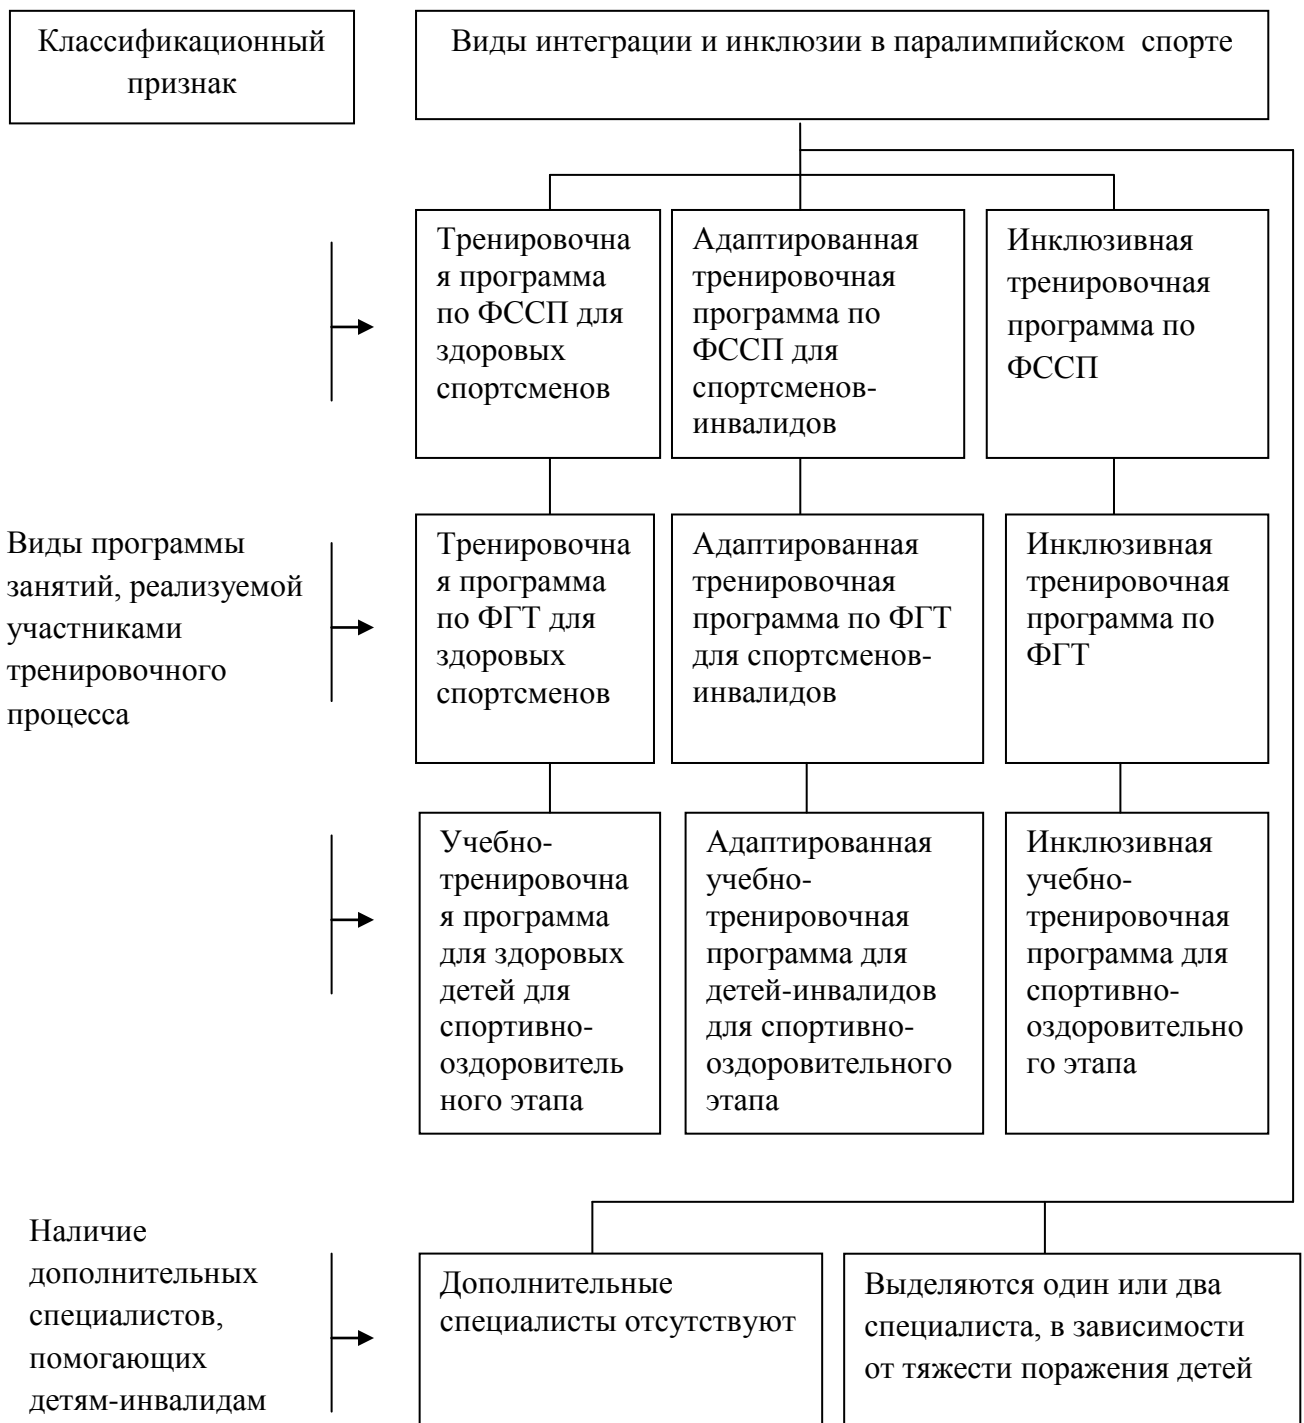 Классификационный
признак
Виды интеграции и инклюзии в паралимпийском спорте
Тренировочна
я программа
по ФССП для
здоровых
спортсменов
Адаптированная
тренировочная
программа по
ФССП для
спортсменов-
инвалидов
Инклюзивная
тренировочная
программа по
ФССП
Виды программы
занятий, реализуемой
участниками
тренировочного
процесса
Тренировочна
я программа
по ФГТ для
здоровых
спортсменов
Адаптированная
тренировочная
программа по ФГТ
для спортсменов-
инвалидов
Инклюзивная
тренировочная
программа по
ФГТ
Учебно-
тренировочна
я программа
для здоровых
детей для
спортивно-
оздоровитель
ного этапа
Адаптированная
учебно-
тренировочная
программа для
детей-инвалидов
для спортивно-
оздоровительного
этапа
Инклюзивная
учебно-
тренировочная
программа для
спортивно-
оздоровительно
го этапа
Наличие
дополнительных
специалистов,
помогающих
детям-инвалидам
Дополнительные
специалисты отсутствуют
Выделяются один или два
специалиста, в зависимости
от тяжести поражения детей